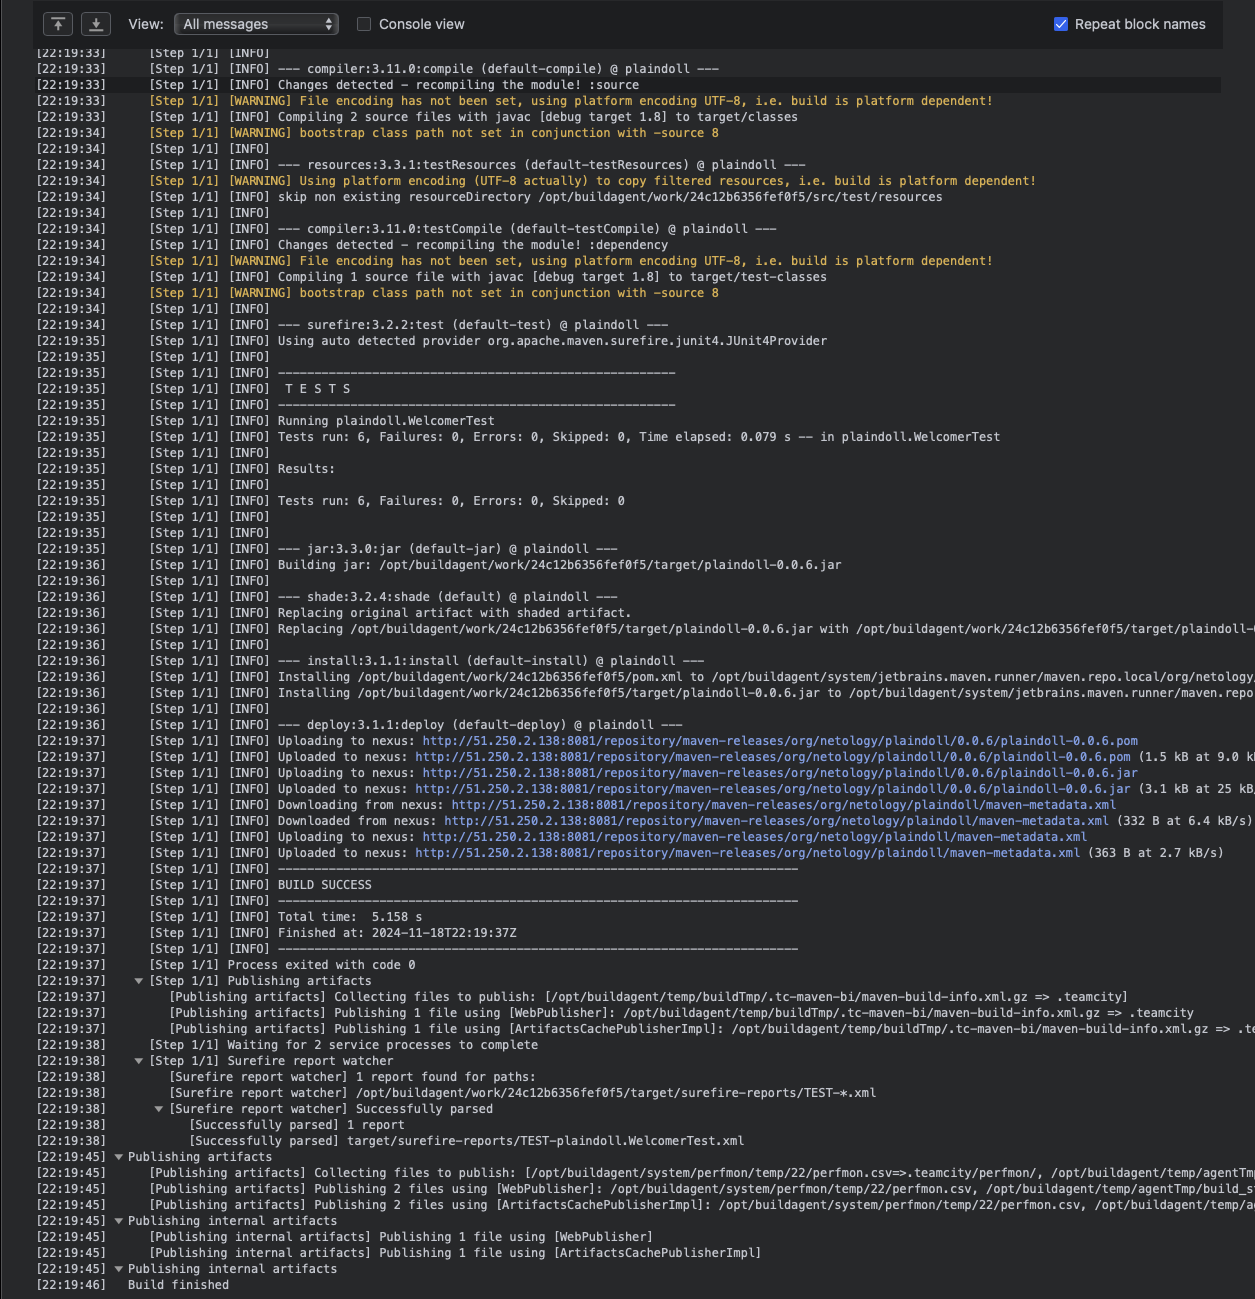 View: All messages Console view Repeat block names
[22:19:33] [Step 1/1] [INFO]
[22:19:33] [Step 1/1] [INFO] --- compiler:3.11.0:compile (default-compile) @ plaindoll ---
[22:19:33] [Step 1/1] [INFO] Changes detected - recompiling the module! :source
[22:19:33] [Step 1/1] [WARNING] File encoding has not been set, using platform encoding UTF-8, i.e. build is platform dependent!
[22:19:33] [Step 1/1] [INFO] Compiling 2 source files with javac [debug target 1.8] to target/classes
[22:19:34] [Step 1/1] [WARNING] bootstrap class path not set in conjunction with -source 8
[22:19:34] [Step 1/1] [INFO]
[22:19:34] [Step 1/1] [INFO] --- resources:3.3.1:testResources (default-testResources) @ plaindoll ---
[22:19:34] [Step 1/1] [WARNING] Using platform encoding (UTF-8 actually) to copy filtered resources, i.e. build is platform dependent!
[22:19:34] [Step 1/1] [INFO] skip non existing resourceDirectory /opt/buildagent/work/24c12b6356fef0f5/src/test/resources
[22:19:34] [Step 1/1] [INFO]
[22:19:34] [Step 1/1] [INFO] --- compiler:3.11.0:testCompile (default-testCompile) @ plaindoll ---
[22:19:34] [Step 1/1] [INFO] Changes detected - recompiling the module! :dependency
[22:19:34] [Step 1/1] [WARNING] File encoding has not been set, using platform encoding UTF-8, i.e. build is platform dependent!
[22:19:34] [Step 1/1] [INFO] Compiling 1 source file with javac [debug target 1.8] to target/test-classes
[22:19:34] [Step 1/1] [WARNING] bootstrap class path not set in conjunction with -source 8
[22:19:34] [Step 1/1] [INFO]
[22:19:34] [Step 1/1] [INFO] --- surefire:3.2.2:test (default-test) @ plaindoll ---
[22:19:35] [Step 1/1] [INFO] Using auto detected provider org.apache.maven.surefire.junit4.JUnit4Provider
[22:19:35] [Step 1/1] [INFO]
[22:19:35] [Step 1/1] [INFO] -------------------------------------------------------
[22:19:35] [Step 1/1] [INFO]  T E S T S
[22:19:35] [Step 1/1] [INFO] -------------------------------------------------------
[22:19:35] [Step 1/1] [INFO] Running plaindoll.WelcomerTest
[22:19:35] [Step 1/1] [INFO] Tests run: 6, Failures: 0, Errors: 0, Skipped: 0, Time elapsed: 0.079 s -- in plaindoll.WelcomerTest
[22:19:35] [Step 1/1] [INFO]
[22:19:35] [Step 1/1] [INFO] Results:
[22:19:35] [Step 1/1] [INFO]
[22:19:35] [Step 1/1] [INFO] Tests run: 6, Failures: 0, Errors: 0, Skipped: 0
[22:19:35] [Step 1/1] [INFO]
[22:19:35] [Step 1/1] [INFO]
[22:19:35] [Step 1/1] [INFO] --- jar:3.3.0:jar (default-jar) @ plaindoll ---
[22:19:36] [Step 1/1] [INFO] Building jar: /opt/buildagent/work/24c12b6356fef0f5/target/plaindoll-0.0.6.jar
[22:19:36] [Step 1/1] [INFO]
[22:19:36] [Step 1/1] [INFO] --- shade:3.2.4:shade (default) @ plaindoll ---
[22:19:36] [Step 1/1] [INFO] Replacing original artifact with shaded artifact.
[22:19:36] [Step 1/1] [INFO] Replacing /opt/buildagent/work/24c12b6356fef0f5/target/plaindoll-0.0.6.jar with /opt/buildagent/work/24c12b6356fef0f5/target/plaindoll-
[22:19:36] [Step 1/1] [INFO]
[22:19:36] [Step 1/1] [INFO] --- install:3.1.1:install (default-install) @ plaindoll ---
[22:19:36] [Step 1/1] [INFO] Installing /opt/buildagent/work/24c12b6356fef0f5/pom.xml to /opt/buildagent/system/jetbrains.maven.runner/maven.repo.local/org/netology/
[22:19:36] [Step 1/1] [INFO] Installing /opt/buildagent/work/24c12b6356fef0f5/target/plaindoll-0.0.6.jar to /opt/buildagent/system/jetbrains.maven.runner/maven.repo
[22:19:36] [Step 1/1] [INFO]
[22:19:36] [Step 1/1] [INFO] --- deploy:3.1.1:deploy (default-deploy) @ plaindoll ---
[22:19:37] [Step 1/1] [INFO] Uploading to nexus: http://51.250.2.138:8081/repository/maven-releases/org/netology/plaindoll/0.0.6/plaindoll-0.0.6.pom
[22:19:37] [Step 1/1] [INFO] Uploaded to nexus: http://51.250.2.138:8081/repository/maven-releases/org/netology/plaindoll/0.0.6/plaindoll-0.0.6.pom (1.5 kB at 9.0 kB
[22:19:37] [Step 1/1] [INFO] Uploading to nexus: http://51.250.2.138:8081/repository/maven-releases/org/netology/plaindoll/0.0.6/plaindoll-0.0.6.jar
[22:19:37] [Step 1/1] [INFO] Uploaded to nexus: http://51.250.2.138:8081/repository/maven-releases/org/netology/plaindoll/0.0.6/plaindoll-0.0.6.jar (3.1 kB at 25 kB/
[22:19:37] [Step 1/1] [INFO] Downloading from nexus: http://51.250.2.138:8081/repository/maven-releases/org/netology/plaindoll/maven-metadata.xml
[22:19:37] [Step 1/1] [INFO] Downloaded from nexus: http://51.250.2.138:8081/repository/maven-releases/org/netology/plaindoll/maven-metadata.xml (332 B at 6.4 kB/s)
[22:19:37] [Step 1/1] [INFO] Uploading to nexus: http://51.250.2.138:8081/repository/maven-releases/org/netology/plaindoll/maven-metadata.xml
[22:19:37] [Step 1/1] [INFO] Uploaded to nexus: http://51.250.2.138:8081/repository/maven-releases/org/netology/plaindoll/maven-metadata.xml (363 B at 2.7 kB/s)
[22:19:37] [Step 1/1] [INFO] ------------------------------------------------------------------------
[22:19:37] [Step 1/1] [INFO] BUILD SUCCESS
[22:19:37] [Step 1/1] [INFO] ------------------------------------------------------------------------
[22:19:37] [Step 1/1] [INFO] Total time:  5.158 s
[22:19:37] [Step 1/1] [INFO] Finished at: 2024-11-18T22:19:37Z
[22:19:37] [Step 1/1] [INFO] ------------------------------------------------------------------------
[22:19:37] [Step 1/1] Process exited with code 0
[22:19:37] [Step 1/1] Publishing artifacts
[22:19:37] [Publishing artifacts] Collecting files to publish: [/opt/buildagent/temp/buildTmp/.tc-maven-bi/maven-build-info.xml.gz => .teamcity]
[22:19:37] [Publishing artifacts] Publishing 1 file using [WebPublisher]: /opt/buildagent/temp/buildTmp/.tc-maven-bi/maven-build-info.xml.gz => .teamcity
[22:19:37] [Publishing artifacts] Publishing 1 file using [ArtifactsCachePublisherImpl]: /opt/buildagent/temp/buildTmp/.tc-maven-bi/maven-build-info.xml.gz => .te
[22:19:38] [Step 1/1] Waiting for 2 service processes to complete
[22:19:38] [Step 1/1] Surefire report watcher
[22:19:38] [Surefire report watcher] 1 report found for paths:
[22:19:38] [Surefire report watcher] /opt/buildagent/work/24c12b6356fef0f5/target/surefire-reports/TEST-*.xml
[22:19:38] [Surefire report watcher] Successfully parsed
[22:19:38] [Successfully parsed] 1 report
[22:19:38] [Successfully parsed] target/surefire-reports/TEST-plaindoll.WelcomerTest.xml
[22:19:45] Publishing artifacts
[22:19:45] [Publishing artifacts] Collecting files to publish: [/opt/buildagent/system/perfmon/temp/22/perfmon.csv=>.teamcity/perfmon/, /opt/buildagent/temp/agentTmp
[22:19:45] [Publishing artifacts] Publishing 2 files using [WebPublisher]: /opt/buildagent/system/perfmon/temp/22/perfmon.csv, /opt/buildagent/temp/agentTmp/build_st
[22:19:45] [Publishing artifacts] Publishing 2 files using [ArtifactsCachePublisherImpl]: /opt/buildagent/system/perfmon/temp/22/perfmon.csv, /opt/buildagent/temp/ag
[22:19:45] Publishing internal artifacts
[22:19:45] [Publishing internal artifacts] Publishing 1 file using [WebPublisher]
[22:19:45] [Publishing internal artifacts] Publishing 1 file using [ArtifactsCachePublisherImpl]
[22:19:45] Publishing internal artifacts
[22:19:46] Build finished